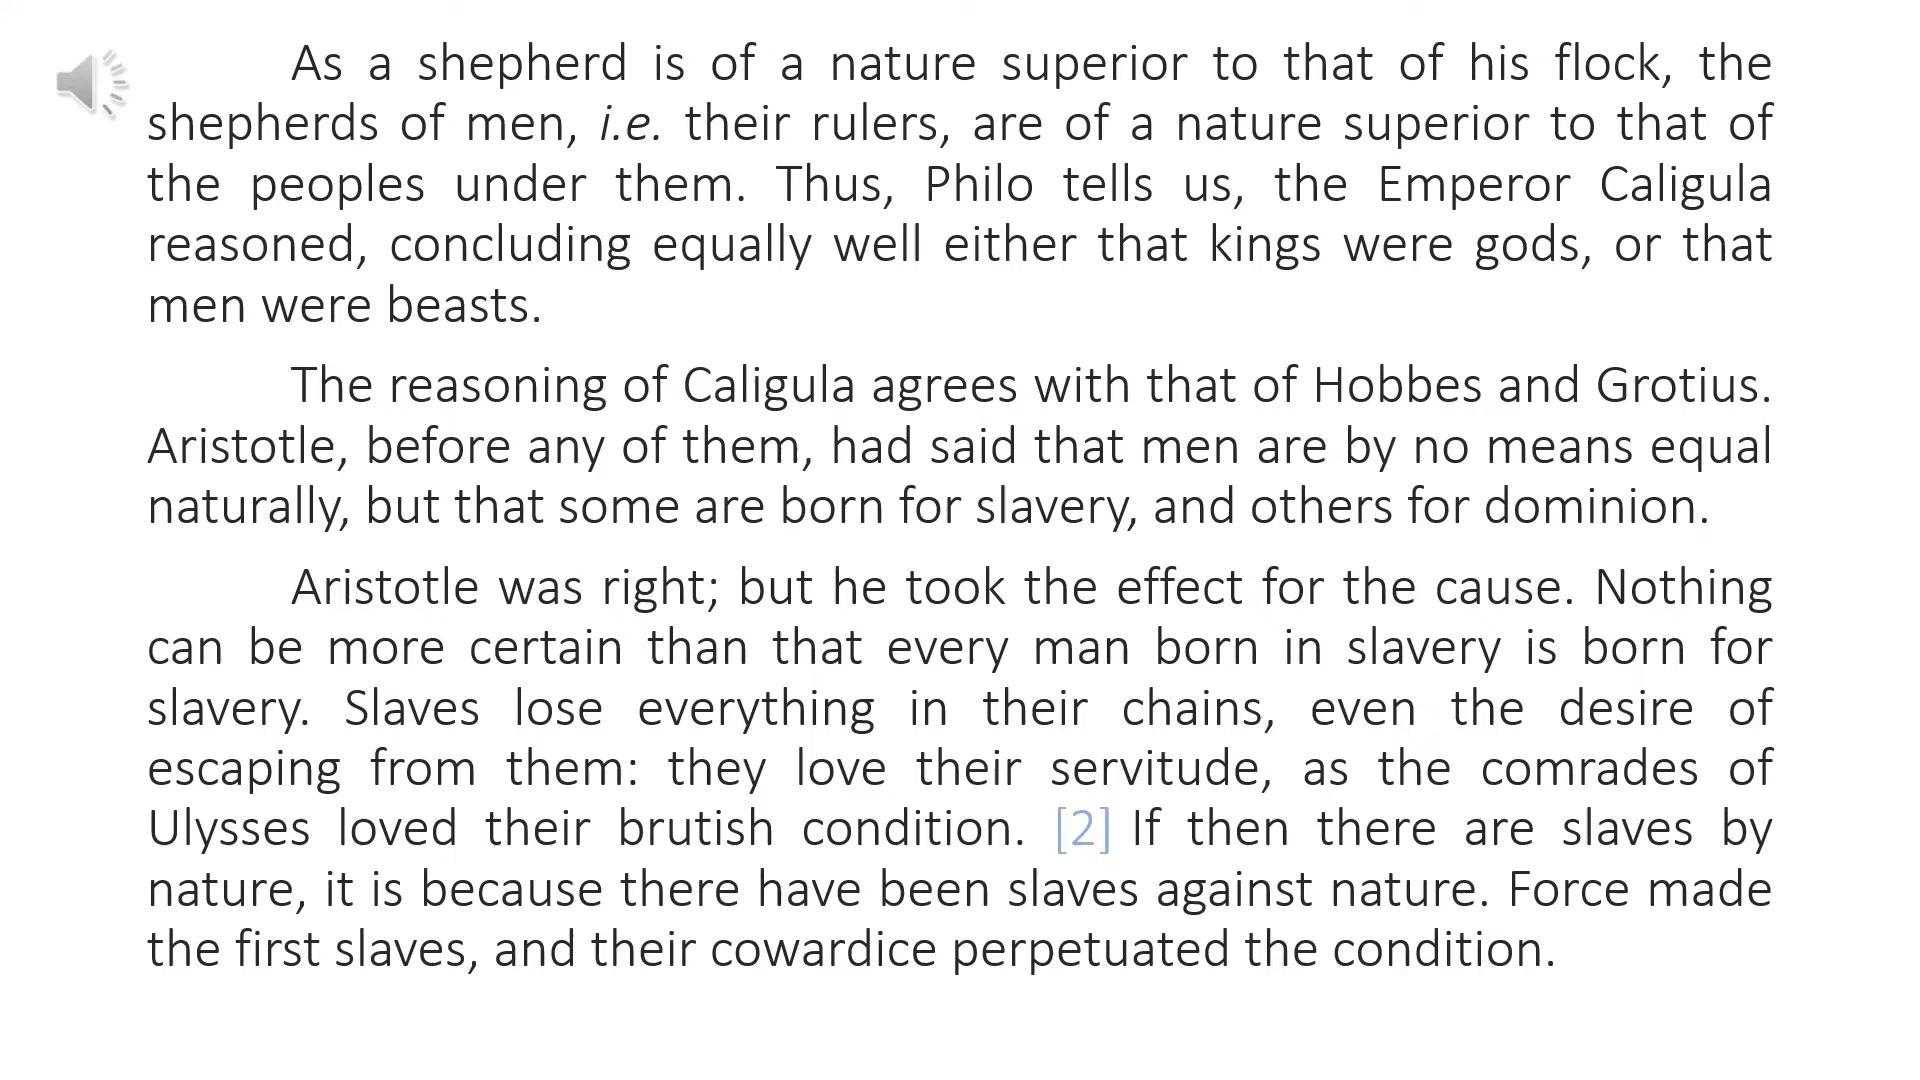 As a shepherd is of a nature superior to that of his flock, the
shepherds of men, i.e. their rulers, are of a nature superior to that of
the peoples under them. Thus, Philo tells us, the Emperor Caligula
reasoned, concluding equally well either that kings were gods, or that
men were beasts.
The reasoning of Caligula agrees with that of Hobbes and Grotius.
Aristotle, before any of them, had said that men are by no means equal
naturally, but that some are born for slavery, and others for dominion.
Aristotle was right; but he took the effect for the cause. Nothing
can be more certain than that every man born in slavery is born for
slavery. Slaves lose everything in their chains, even the desire of
escaping from them: they love their servitude, as the comrades of
Ulysses loved their brutish condition. [2] If then there are slaves by
nature, it is because there have been slaves against nature. Force made
the first slaves, and their cowardice perpetuated the condition.